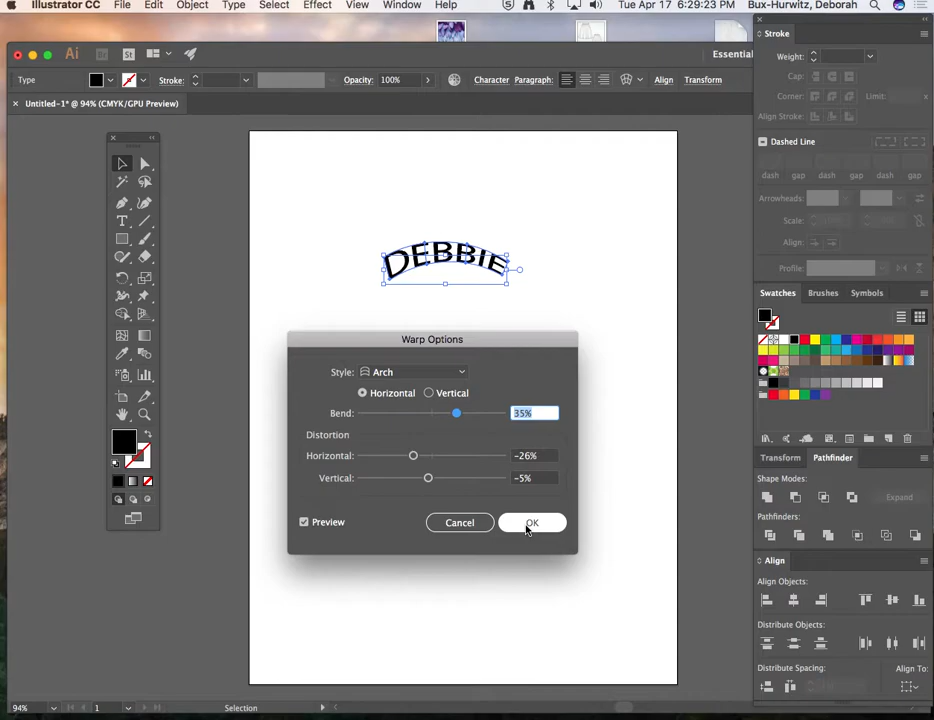 Illustrator CC File Edit Object Type Select Effect View Window Help Tue Apr 17 6:29:23 PM Bux-Hurwitz, Deborah
Ai Br St Essential
Type Stroke: Opacity: 100% Character Paragraph: Align Transform
Untitled-1* @ 94% (CMYK/GPU Preview)
DEBBIE
Warp Options
Style: Arch
Horizontal Vertical
Bend: 35%
Distortion
Horizontal: -26%
Vertical: -5%
Preview Cancel OK
Stroke
Weight:
Cap:
Corner: Limit:
Align Stroke:
Dashed Line
dash gap dash gap dash gap
Arrowheads:
Scale:
Align:
Profile:
Swatches Brushes Symbols
Transform Pathfinder
Shape Modes:
Expand
Pathfinders:
Align
Align Objects:
Distribute Objects:
Distribute Spacing: Align To:
94% 1 Selection